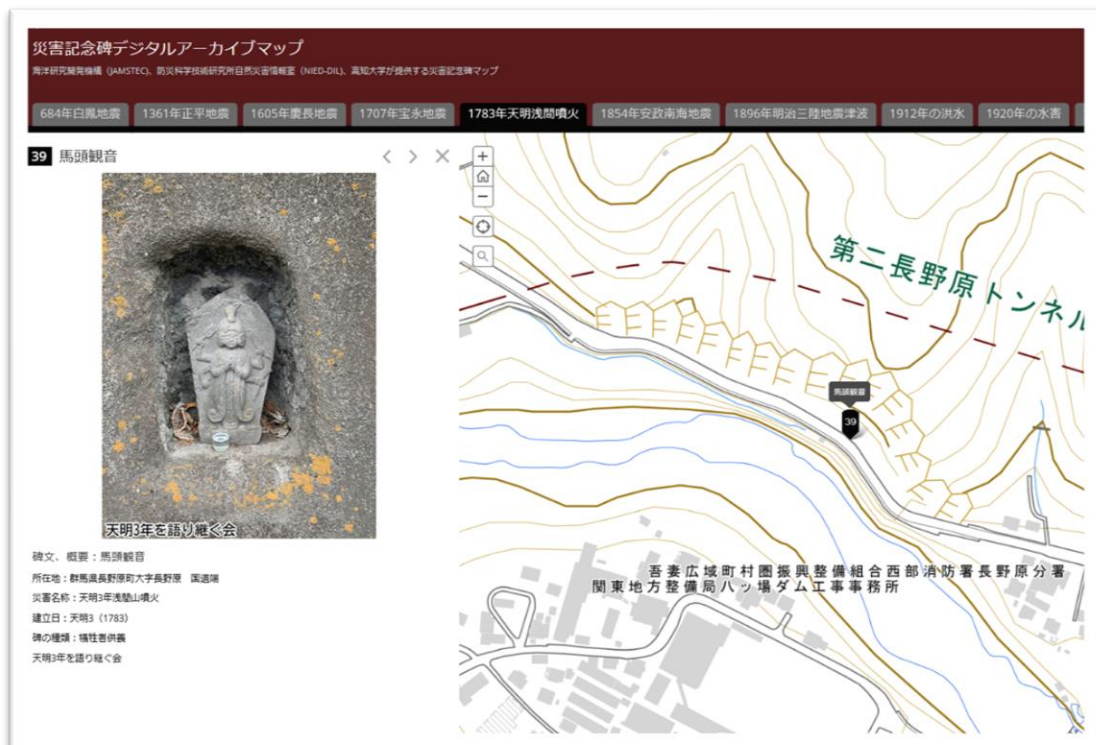 災害記念碑デジタルアーカイブマップ
海洋研究開発機構（JAMSTEC）、防災科学技術研究所自然災害情報室（NIED-DIL）、高知大学が提供する災害記念碑マップ
684年白鳳地震
1361年正平地震
1605年慶長地震
1707年宝永地震
1783年天明浅間噴火
1854年安政南海地震
1896年明治三陸地震津波
1912年の洪水
1920年の水害
39 馬頭観音
天明3年を語り継ぐ会
碑文、概要：馬頭観音
所在地：群馬県長野原町大字長野原　国道端
災害名称：天明3年浅間山噴火
建立日：天明3（1783）
碑の種類：犠牲者供養
天明3年を語り継ぐ会
第二長野原トンネル
馬頭観音
39
吾妻広域町村圏振興整備組合西部消防署長野原分署
関東地方整備局八ッ場ダム工事事務所